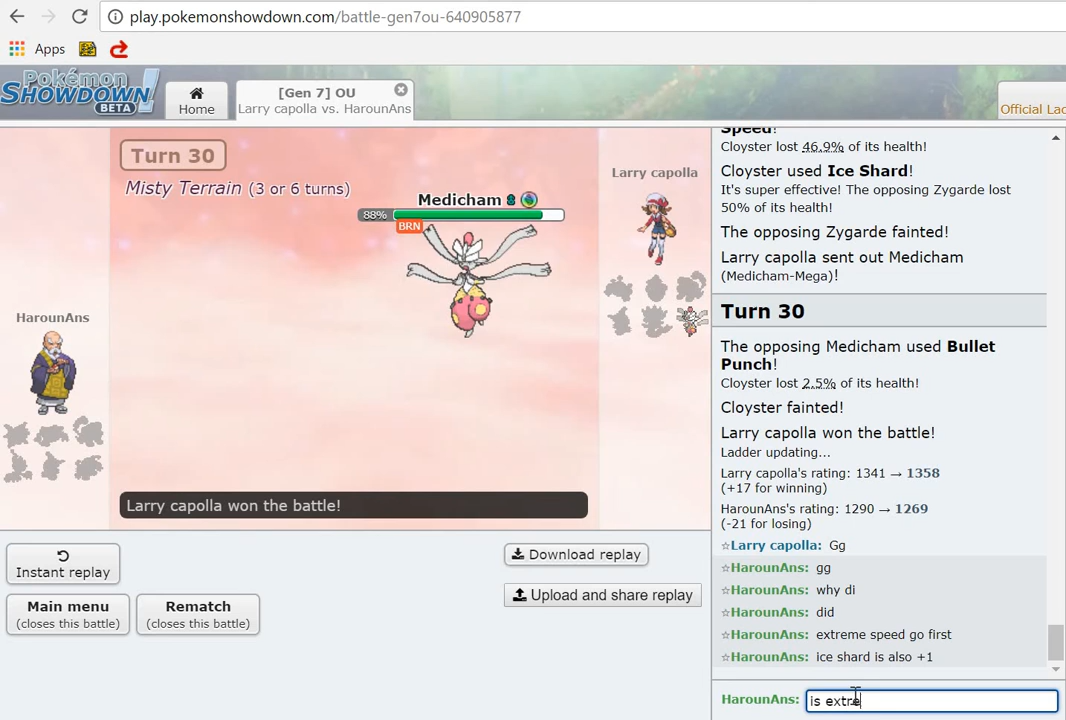 play.pokemonshowdown.com/battle-gen7ou-640905877
Apps
Pokémon
SHOWDOWN!
BETA
Home
[Gen 7] OU
Larry capolla vs. HarounAns
Official Lad
Turn 30
Misty Terrain (3 or 6 turns)
Medicham
88%
BRN
Larry capolla
HarounAns
Larry capolla won the battle!
Instant replay
Download replay
Main menu
(closes this battle)
Rematch
(closes this battle)
Upload and share replay
Speed!
Cloyster lost 46.9% of its health!
Cloyster used Ice Shard!
It's super effective! The opposing Zygarde lost
50% of its health!
The opposing Zygarde fainted!
Larry capolla sent out Medicham
(Medicham-Mega)!
Turn 30
The opposing Medicham used Bullet
Punch!
Cloyster lost 2.5% of its health!
Cloyster fainted!
Larry capolla won the battle!
Ladder updating...
Larry capolla's rating: 1341 → 1358
(+17 for winning)
HarounAns's rating: 1290 → 1269
(-21 for losing)
☆Larry capolla: Gg
☆HarounAns: gg
☆HarounAns: why di
☆HarounAns: did
☆HarounAns: extreme speed go first
☆HarounAns: ice shard is also +1
HarounAns: is extre